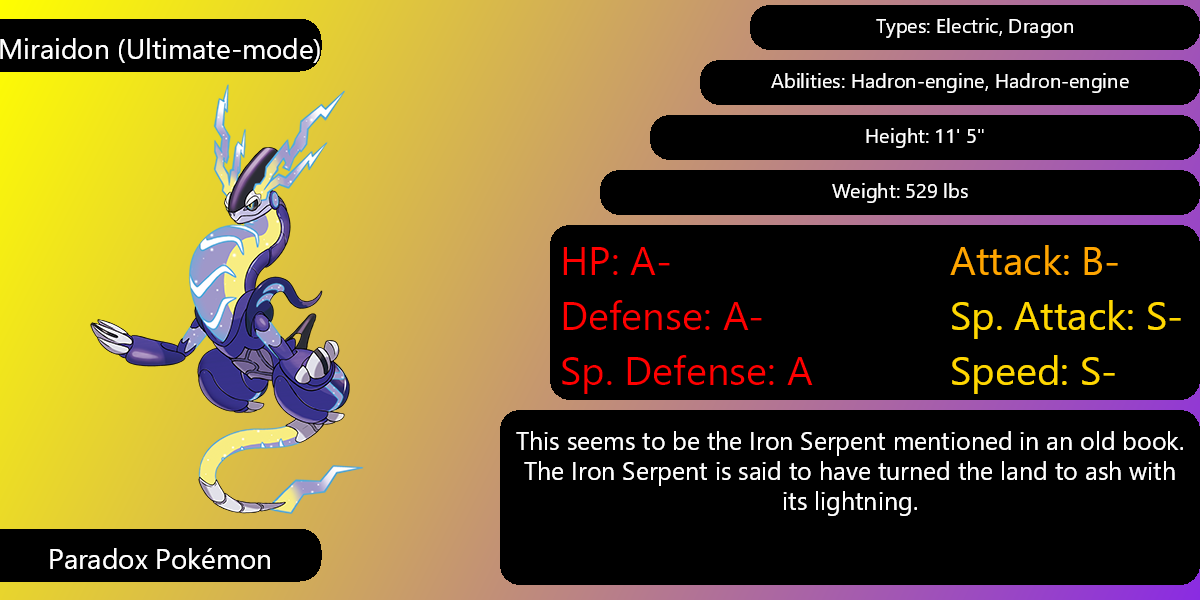 Miraidon (Ultimate-mode)
Types: Electric, Dragon
Abilities: Hadron-engine, Hadron-engine
Height: 11' 5"
Weight: 529 lbs
HP: A-
Attack: B-
Defense: A-
Sp. Attack: S-
Sp. Defense: A
Speed: S-
This seems to be the Iron Serpent mentioned in an old book.
The Iron Serpent is said to have turned the land to ash with
its lightning.
Paradox Pokémon